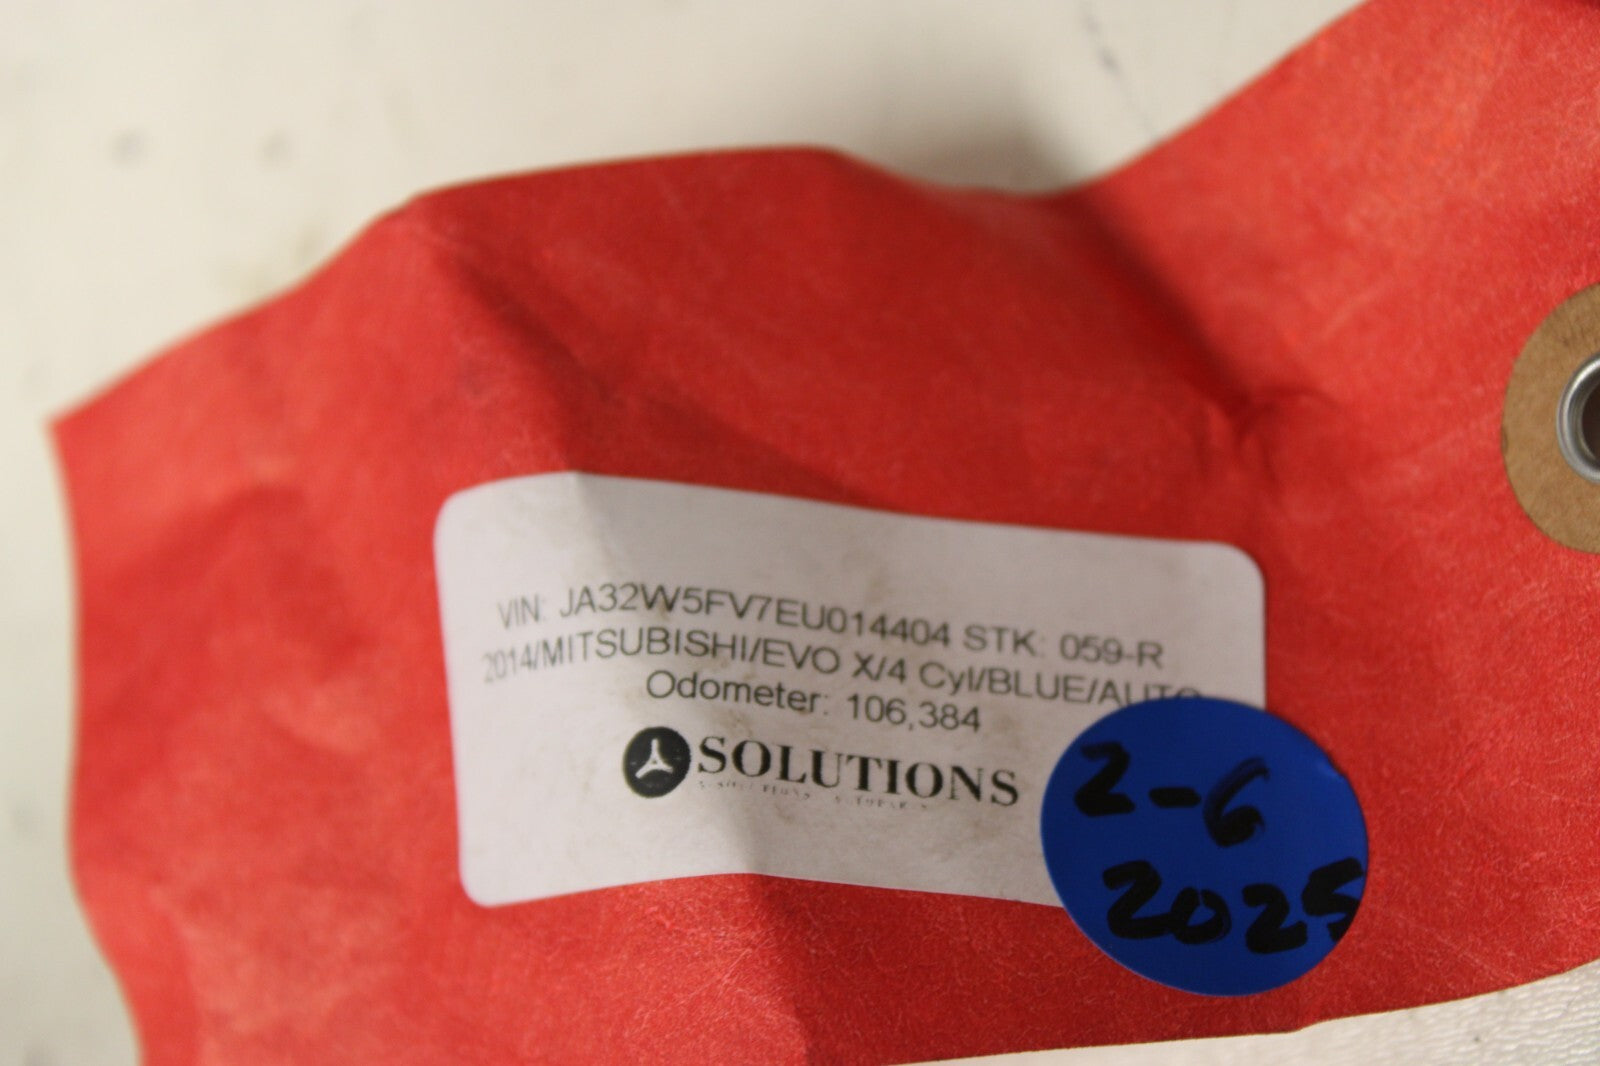 VIN: JA32W5FV7EU014404 STK: 059-R
2014/MITSUBISHI/EVO X/4 Cyl/BLUE/AUTO
Odometer: 106,384
SOLUTIONS
2-6
2025